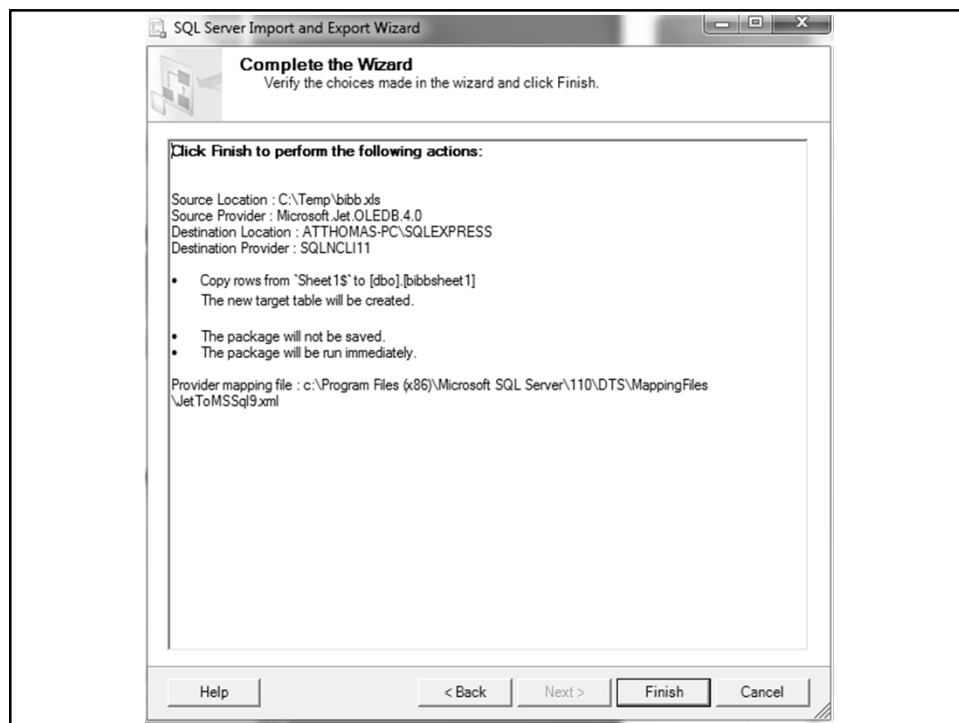 SQL Server Import and Export Wizard
Complete the Wizard
Verify the choices made in the wizard and click Finish.
Click Finish to perform the following actions:
Source Location : C:\Temp\bibb.xls
Source Provider : Microsoft.Jet.OLEDB.4.0
Destination Location : ATTHOMAS-PC\SQLEXPRESS
Destination Provider : SQLNCLI11
• Copy rows from `Sheet1$` to [dbo].[bibbsheet1]
The new target table will be created.
• The package will not be saved.
• The package will be run immediately.
Provider mapping file : c:\Program Files (x86)\Microsoft SQL Server\110\DTS\MappingFiles
\JetToMSSql9.xml
Help
< Back
Next >
Finish
Cancel